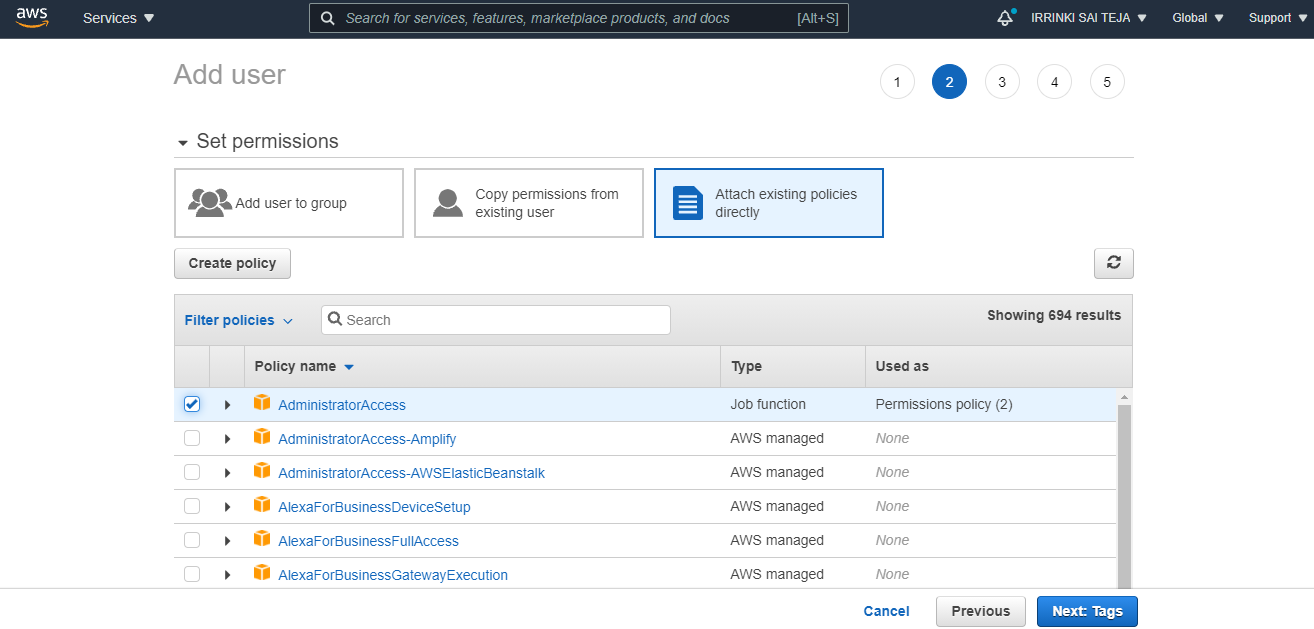 aws Services Search for services, features, marketplace products, and docs [Alt+S] IRRINKI SAI TEJA Global Support
Add user 1 2 3 4 5
Set permissions
Add user to group
Copy permissions from
existing user
Attach existing policies
directly
Create policy
Filter policies Search Showing 694 results
Policy name Type Used as
AdministratorAccess Job function Permissions policy (2)
AdministratorAccess-Amplify AWS managed None
AdministratorAccess-AWSElasticBeanstalk AWS managed None
AlexaForBusinessDeviceSetup AWS managed None
AlexaForBusinessFullAccess AWS managed None
AlexaForBusinessGatewayExecution AWS managed None
Cancel Previous Next: Tags